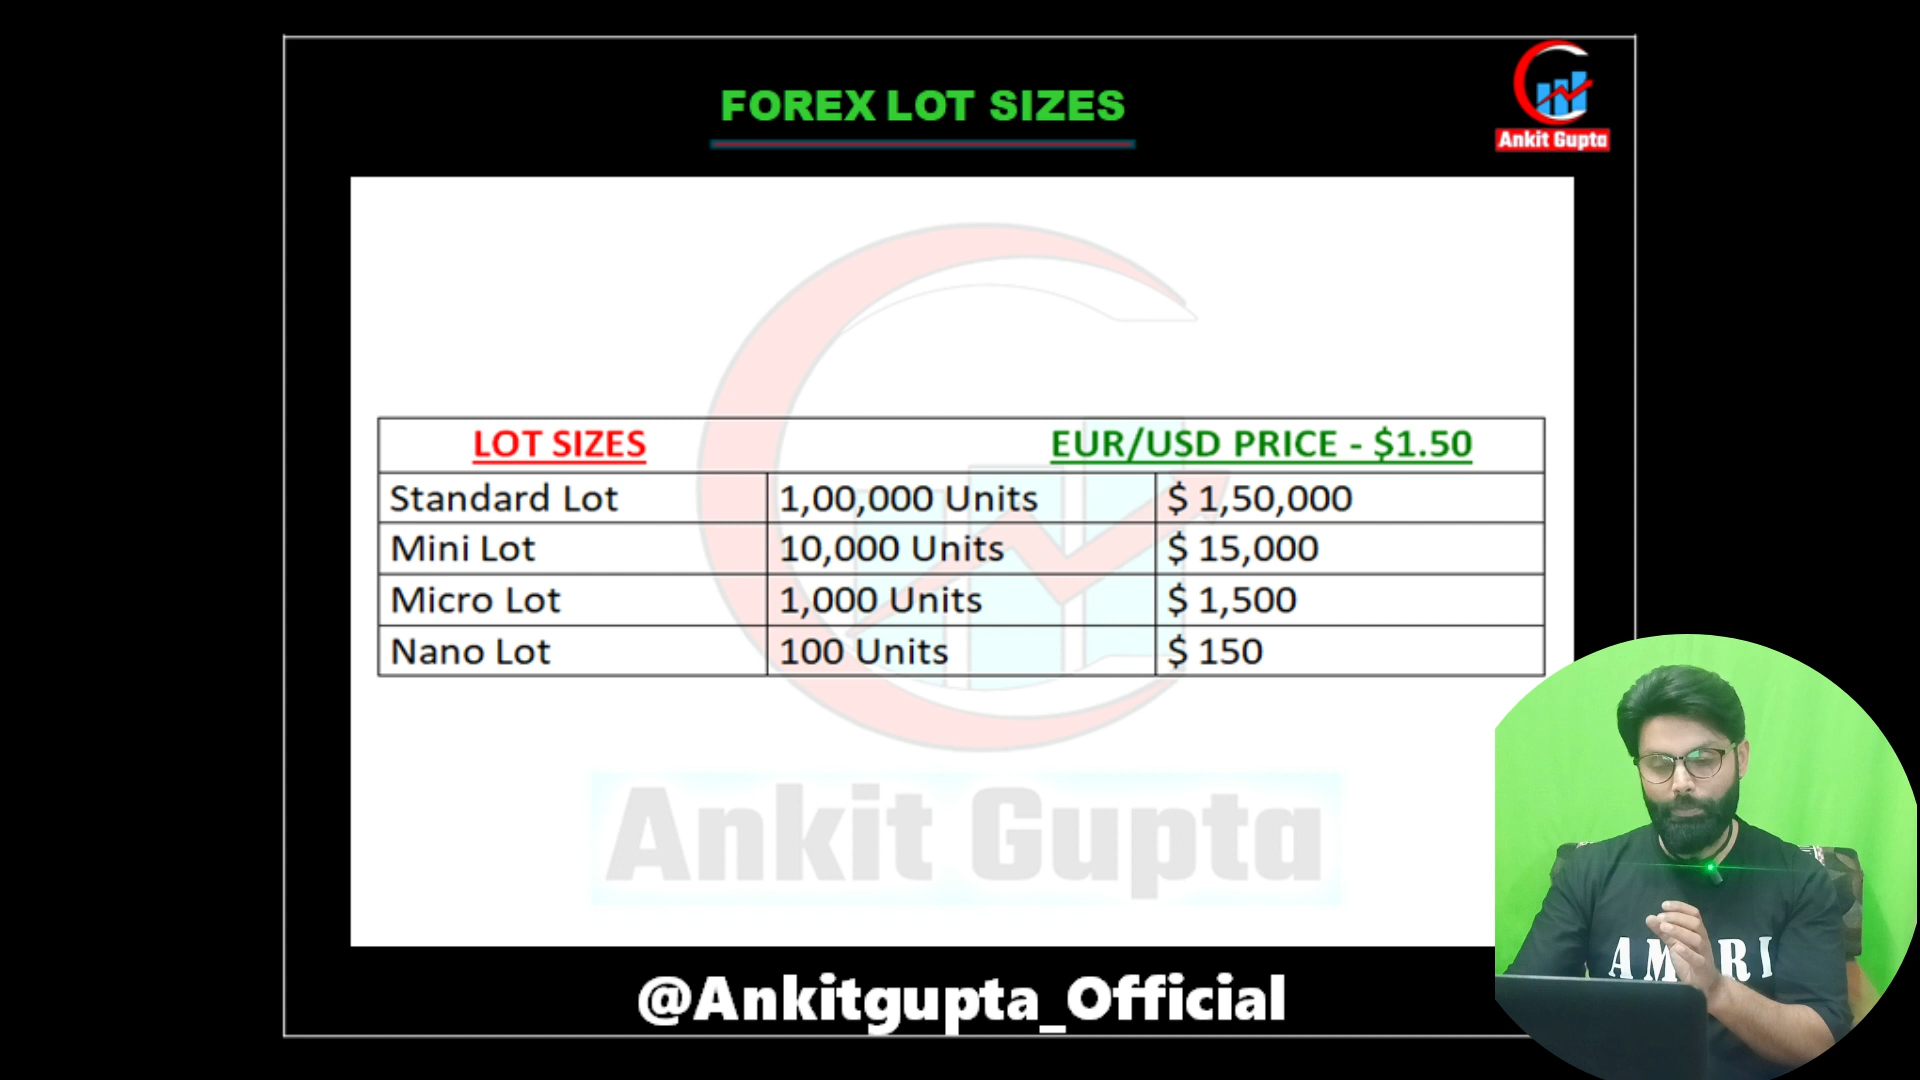 FOREX LOT SIZES
Ankit Gupta
LOT SIZES EUR/USD PRICE - $1.50
Standard Lot 1,00,000 Units $ 1,50,000
Mini Lot 10,000 Units $ 15,000
Micro Lot 1,000 Units $ 1,500
Nano Lot 100 Units $ 150
Ankit Gupta
@Ankitgupta_Official